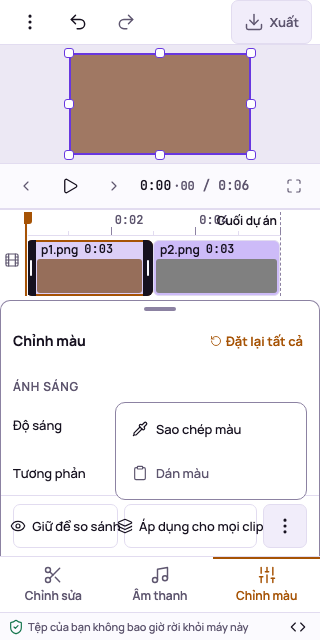 Xuất
0:00·00 / 0:06
0:02
Cuối dự án
p1.png 0:03
p2.png 0:03
Chỉnh màu
Đặt lại tất cả
ÁNH SÁNG
Độ sáng
Sao chép màu
Tương phản
Dán màu
Giữ để so sánh
Áp dụng cho mọi clip
Chỉnh sửa
Âm thanh
Chỉnh màu
Tệp của bạn không bao giờ rời khỏi máy này